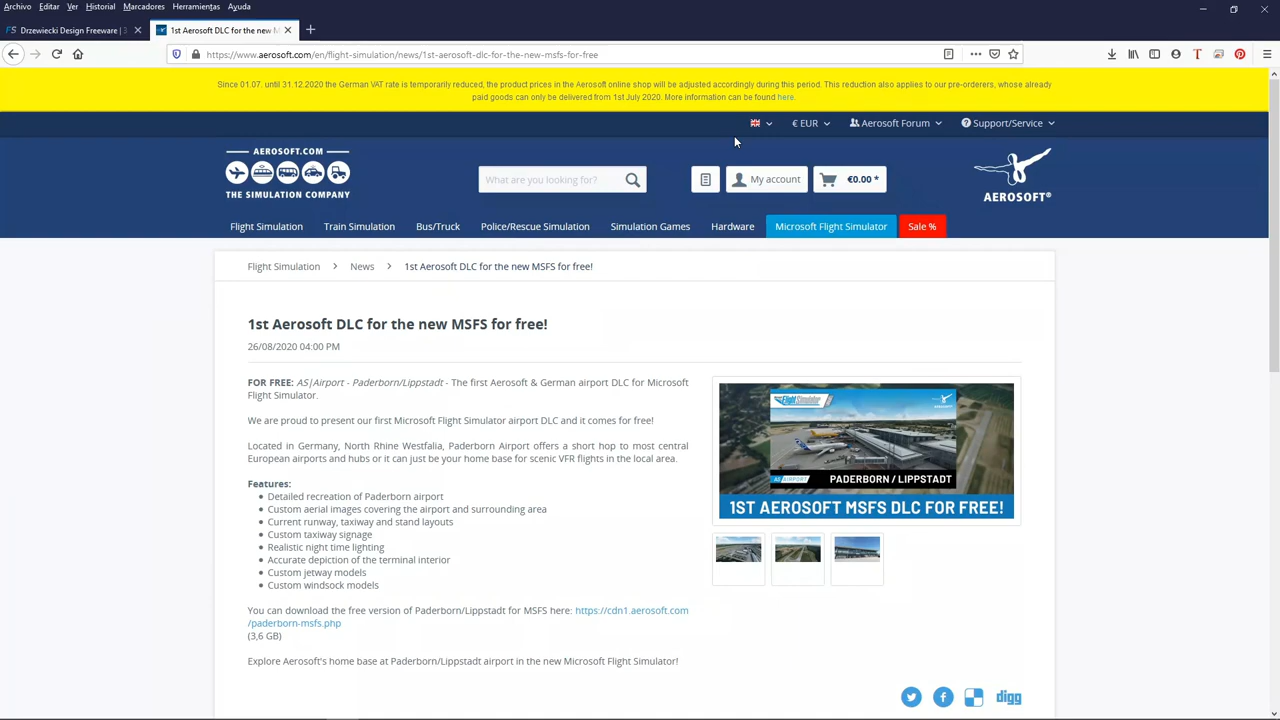 Archivo Editar Ver Historial Marcadores Herramientas Ayuda
Drzewiecki Design Freeware |
1st Aerosoft DLC for the new M
https://www.aerosoft.com/en/flight-simulation/news/1st-aerosoft-dlc-for-the-new-msfs-for-free
Since 01.07. until 31.12.2020 the German VAT rate is temporarily reduced, the product prices in the Aerosoft online shop will be adjusted accordingly during this period. This reduction also applies to our pre-orderers, whose already
paid goods can only be delivered from 1st July 2020. More information can be found here.
€ EUR Aerosoft Forum Support/Service
AEROSOFT.COM
THE SIMULATION COMPANY
What are you looking for?
My account
€0.00 *
AEROSOFT®
Flight Simulation Train Simulation Bus/Truck Police/Rescue Simulation Simulation Games Hardware Microsoft Flight Simulator Sale %
Flight Simulation > News > 1st Aerosoft DLC for the new MSFS for free!
1st Aerosoft DLC for the new MSFS for free!
26/08/2020 04:00 PM
FOR FREE: AS|Airport - Paderborn/Lippstadt - The first Aerosoft & German airport DLC for Microsoft
Flight Simulator.
We are proud to present our first Microsoft Flight Simulator airport DLC and it comes for free!
Located in Germany, North Rhine Westfalia, Paderborn Airport offers a short hop to most central
European airports and hubs or it can just be your home base for scenic VFR flights in the local area.
Features:
Detailed recreation of Paderborn airport
Custom aerial images covering the airport and surrounding area
Current runway, taxiway and stand layouts
Custom taxiway signage
Realistic night time lighting
Accurate depiction of the terminal interior
Custom jetway models
Custom windsock models
You can download the free version of Paderborn/Lippstadt for MSFS here: https://cdn1.aerosoft.com
/paderborn-msfs.php
(3,6 GB)
Explore Aerosoft's home base at Paderborn/Lippstadt airport in the new Microsoft Flight Simulator!
PADERBORN / LIPPSTADT
1ST AEROSOFT MSFS DLC FOR FREE!
digg